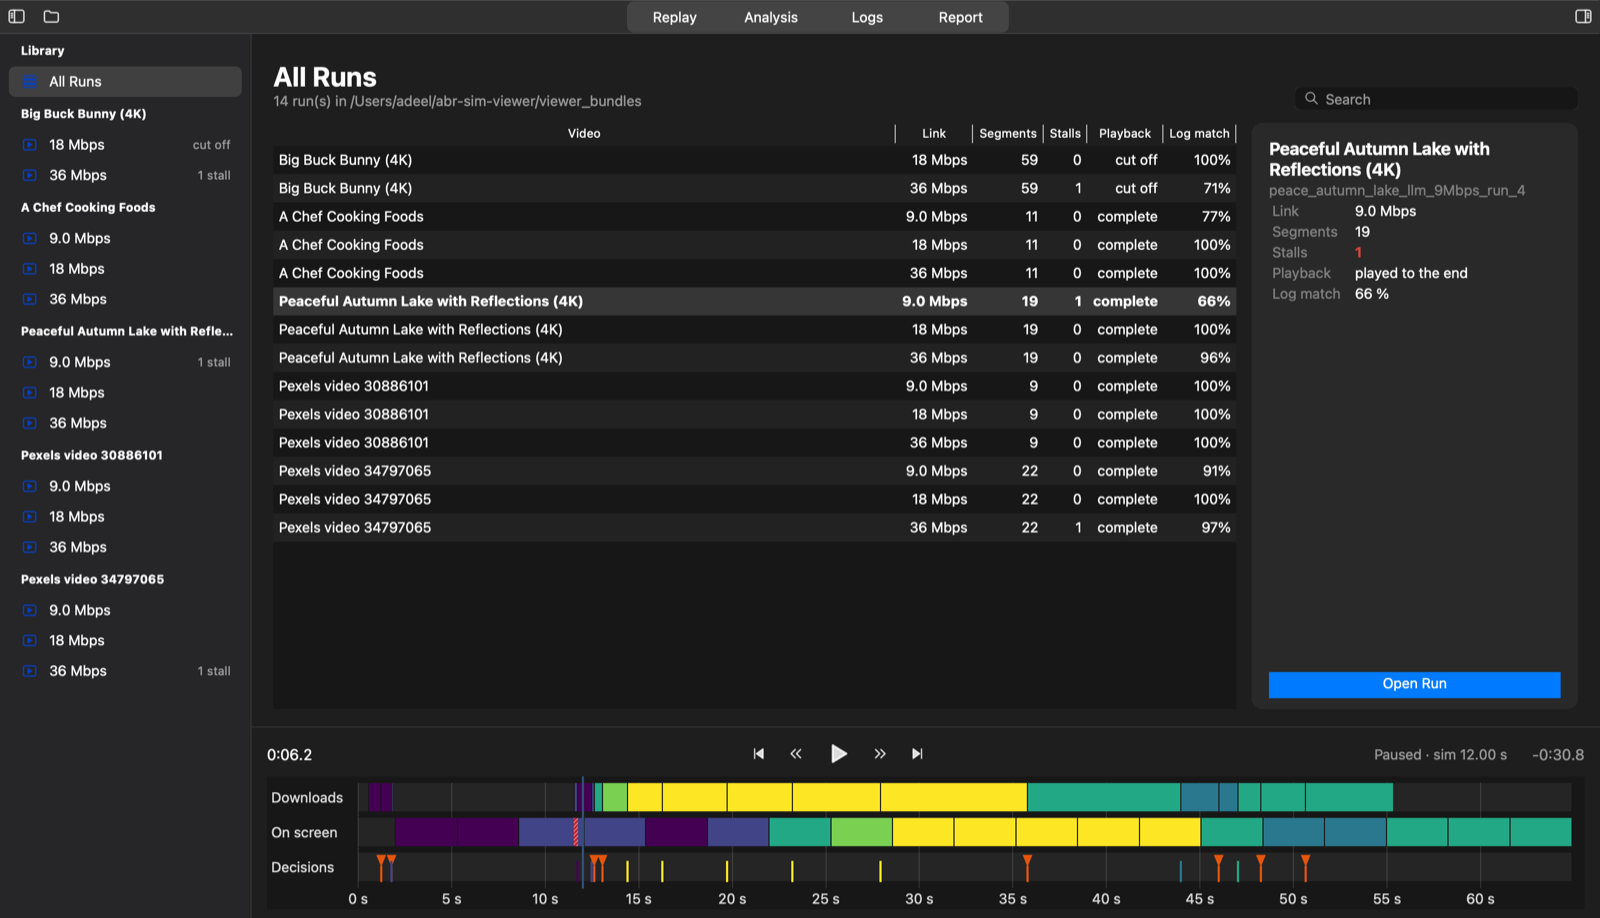 Replay Analysis Logs Report
Library
All Runs
Big Buck Bunny (4K)
18 Mbps cut off
36 Mbps 1 stall
A Chef Cooking Foods
9.0 Mbps
18 Mbps
36 Mbps
Peaceful Autumn Lake with Refle...
9.0 Mbps 1 stall
18 Mbps
36 Mbps
Pexels video 30886101
9.0 Mbps
18 Mbps
36 Mbps
Pexels video 34797065
9.0 Mbps
18 Mbps
36 Mbps 1 stall
All Runs
14 run(s) in /Users/adeel/abr-sim-viewer/viewer_bundles
Search
Video Link Segments Stalls Playback Log match
Big Buck Bunny (4K) 18 Mbps 59 0 cut off 100%
Big Buck Bunny (4K) 36 Mbps 59 1 cut off 71%
A Chef Cooking Foods 9.0 Mbps 11 0 complete 77%
A Chef Cooking Foods 18 Mbps 11 0 complete 100%
A Chef Cooking Foods 36 Mbps 11 0 complete 100%
Peaceful Autumn Lake with Reflections (4K) 9.0 Mbps 19 1 complete 66%
Peaceful Autumn Lake with Reflections (4K) 18 Mbps 19 0 complete 100%
Peaceful Autumn Lake with Reflections (4K) 36 Mbps 19 0 complete 96%
Pexels video 30886101 9.0 Mbps 9 0 complete 100%
Pexels video 30886101 18 Mbps 9 0 complete 100%
Pexels video 30886101 36 Mbps 9 0 complete 100%
Pexels video 34797065 9.0 Mbps 22 0 complete 91%
Pexels video 34797065 18 Mbps 22 0 complete 100%
Pexels video 34797065 36 Mbps 22 1 complete 97%
Peaceful Autumn Lake with
Reflections (4K)
peace_autumn_lake_llm_9Mbps_run_4
Link 9.0 Mbps
Segments 19
Stalls 1
Playback played to the end
Log match 66 %
Open Run
0:06.2 Paused · sim 12.00 s -0:30.8
Downloads
On screen
Decisions
0 s 5 s 10 s 15 s 20 s 25 s 30 s 35 s 40 s 45 s 50 s 55 s 60 s